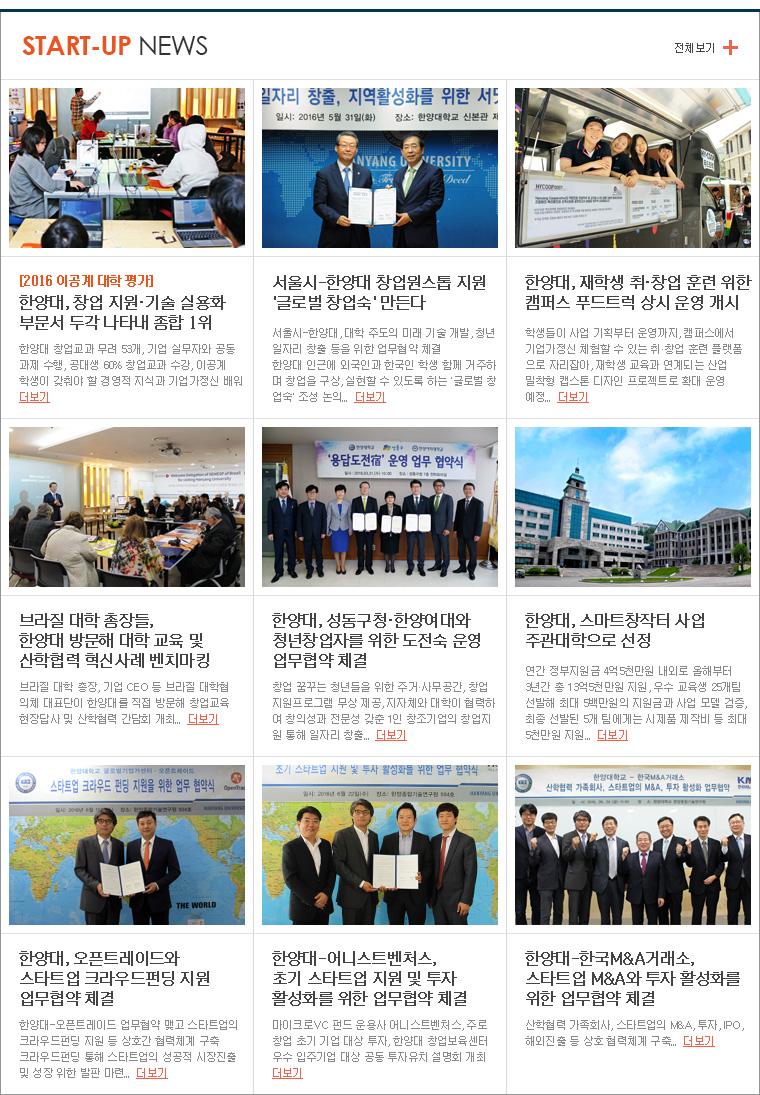 START-UP NEWS
전체보기 +
일자리 창출, 지역활성화를 위한
일시: 2016년 5월 31일(화) 장소: 한양대학교 신본관
HANYANG UNIVERSITY
HYCOOP
[2016 이공계 대학 평가]
한양대, 창업 지원·기술 실용화
부문서 두각 나타내 종합 1위
한양대 창업교과 무려 53개, 기업 실무자와 공동
과제 수행, 공대생 60% 창업교과 수강, 이공계
학생이 갖춰야 할 경영적 지식과 기업가정신 배워
더보기
서울시-한양대 창업원스톱 지원
'글로벌 창업숙' 만든다
서울시-한양대, 대학 주도의 미래 기술 개발, 청년
일자리 창출 등을 위한 업무협약 체결
한양대 인근에 외국인과 한국인 학생 함께 거주하
며 창업을 구상, 실현할 수 있도록 하는 '글로벌 창
업숙' 조성 논의... 더보기
한양대, 재학생 취·창업 훈련 위한
캠퍼스 푸드트럭 상시 운영 개시
학생들이 사업 기획부터 운영까지, 캠퍼스에서
기업가정신 체험할 수 있는 취·창업 훈련 플랫폼
으로 자리잡아, 재학생 교육과 연계되는 산업
밀착형 캡스톤 디자인 프로젝트로 확대 운영
예정... 더보기
Welcome Delegation of SEMESP of Brazil
for visiting Hanyang University
'용답도전宿' 운영 업무 협약식
브라질 대학 총장들,
한양대 방문해 대학 교육 및
산학협력 혁신사례 벤치마킹
브라질 대학 총장, 기업 CEO 등 브라질 대학협
의체 대표단이 한양대를 직접 방문해 창업교육
현장답사 및 산학협력 간담회 개최... 더보기
한양대, 성동구청·한양여대와
청년창업자를 위한 도전숙 운영
업무협약 체결
창업 꿈꾸는 청년들을 위한 주거·사무공간, 창업
지원프로그램 무상 제공, 지자체와 대학이 협력하
여 창의성과 전문성 갖춘 1인 창조기업의 창업지
원 통해 일자리 창출... 더보기
한양대, 스마트창작터 사업
주관대학으로 선정
연간 정부지원금 4억5천만원 내외로 올해부터
3년간 총 13억5천만원 지원, 우수 교육생 25개팀
선발해 최대 5백만원의 지원금과 사업 모델 검증,
최종 선발된 5개 팀에게는 시제품 제작비 등 최대
5천만원 지원... 더보기
한양대학교 글로벌기업가센터 - 오픈트레이드
스타트업 크라우드 펀딩 지원을 위한 업무 협약식
THE WORLD
초기 스타트업 지원 및 투자 활성화를 위한 업무 협약식
한양대학교 - 한국M&A거래소
산학협력 가족회사, 스타트업의 M&A, 투자 활성화 업무협약
한양대, 오픈트레이드와
스타트업 크라우드펀딩 지원
업무협약 체결
한양대-오픈트레이드 업무협약 맺고 스타트업의
크라우드펀딩 지원 등 상호간 협력체계 구축
크라우드펀딩 통해 스타트업의 성공적 시장진출
및 성장 위한 발판 마련... 더보기
한양대-어니스트벤처스,
초기 스타트업 지원 및 투자
활성화를 위한 업무협약 체결
마이크로VC 펀드 운용사 어니스트벤처스, 주로
창업 초기 기업 대상 투자, 한양대 창업보육센터
우수 입주기업 대상 공동 투자유치 설명회 개최
더보기
한양대-한국M&A거래소,
스타트업 M&A와 투자 활성화를
위한 업무협약 체결
산학협력 가족회사, 스타트업의 M&A, 투자, IPO,
해외진출 등 상호 협력체계 구축... 더보기